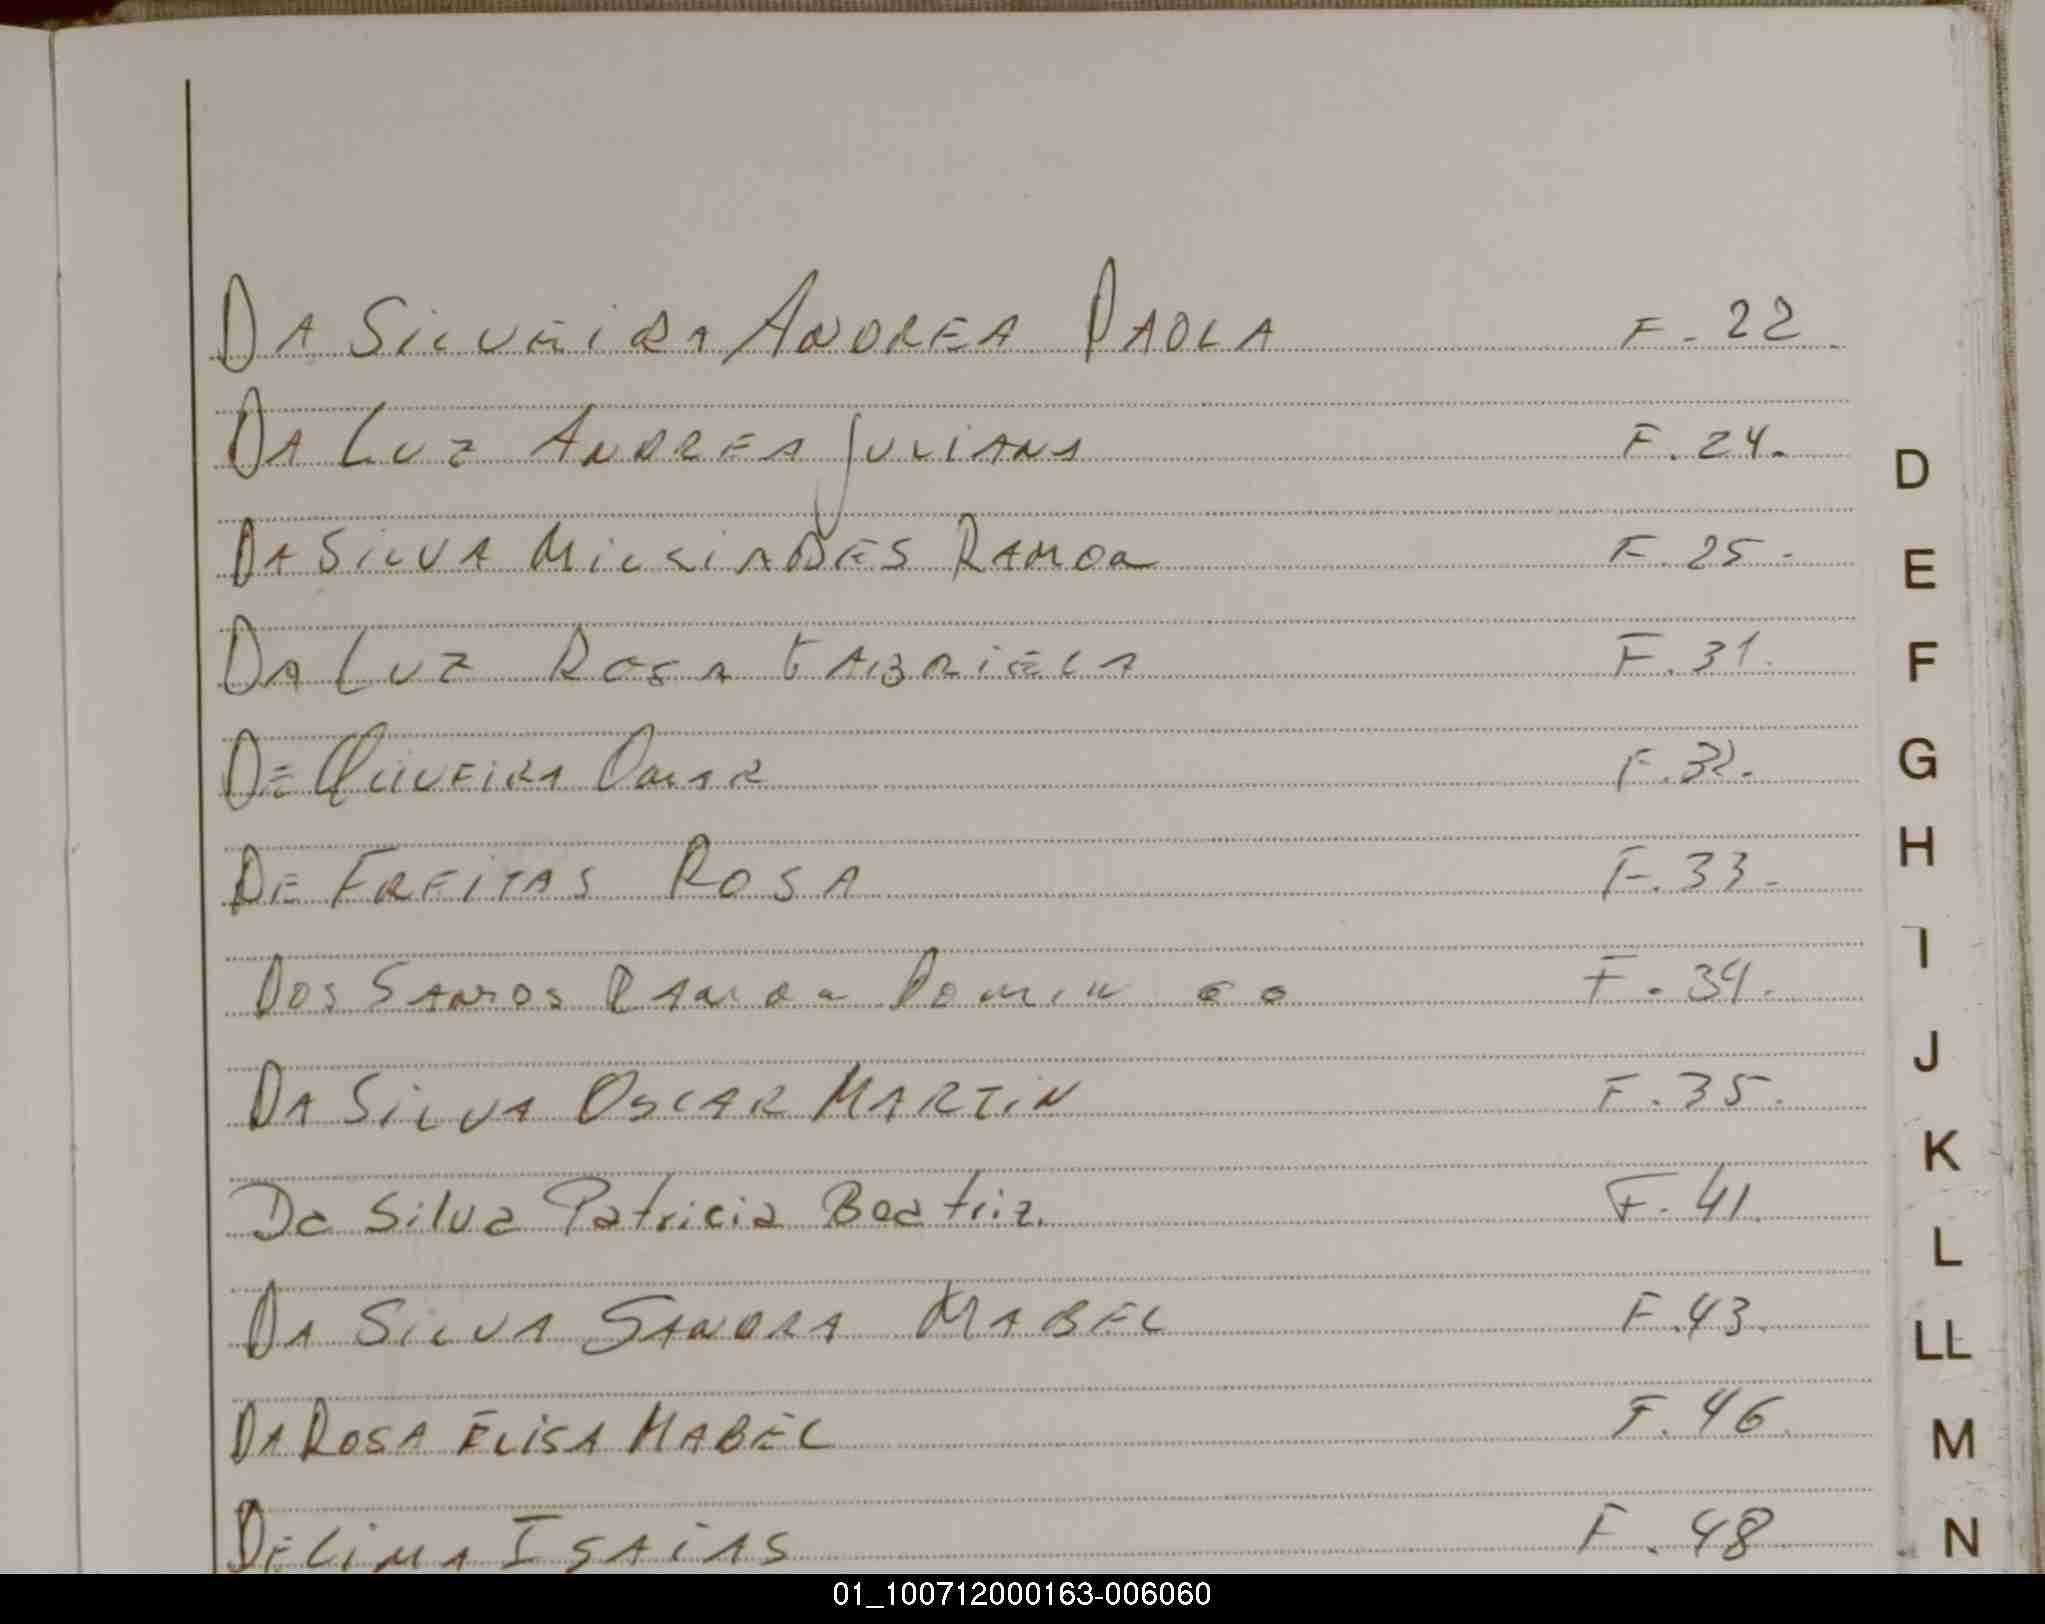 DA SILVEIRA ANDREA PAOLA F. 22.
DA LUZ ANDREA JULIANA F. 24.
DA SILVA MILSIADES RAMOn F. 25.
DA LUZ ROSA GABRIELA F. 31.
DE OLIVEIRA OmAR F. 32.
DE FREITAS ROSA F. 33.
DOS SANTOS RAMOn DOMINGO F. 34.
DA SILVA OSCAR MARTIN F. 35.
Da Silva Patricia Beatriz. F. 41.
DA SILVA SANDRA MABEL F. 43.
DA ROSA ELISA MABEL F. 46.
DE LIMA ISAIAS F. 48
D
E
F
G
H
I
J
K
L
LL
M
N
01_100712000163-006060